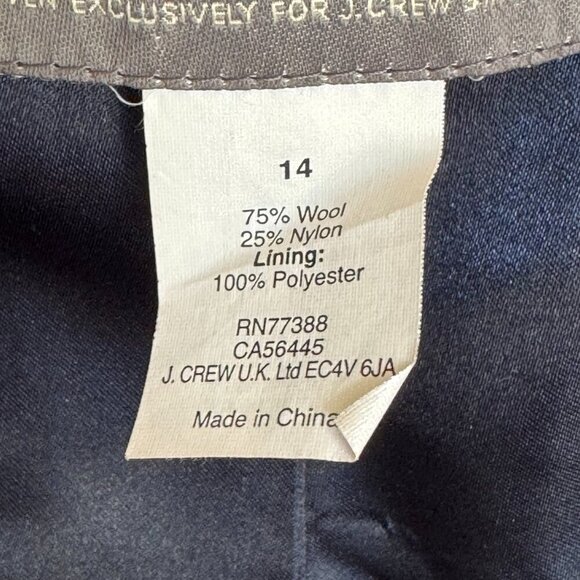 EXCLUSIVELY FOR J.CREW
14
75% Wool
25% Nylon
Lining:
100% Polyester
RN77388
CA56445
J. CREW U.K. Ltd EC4V 6JA
Made in China